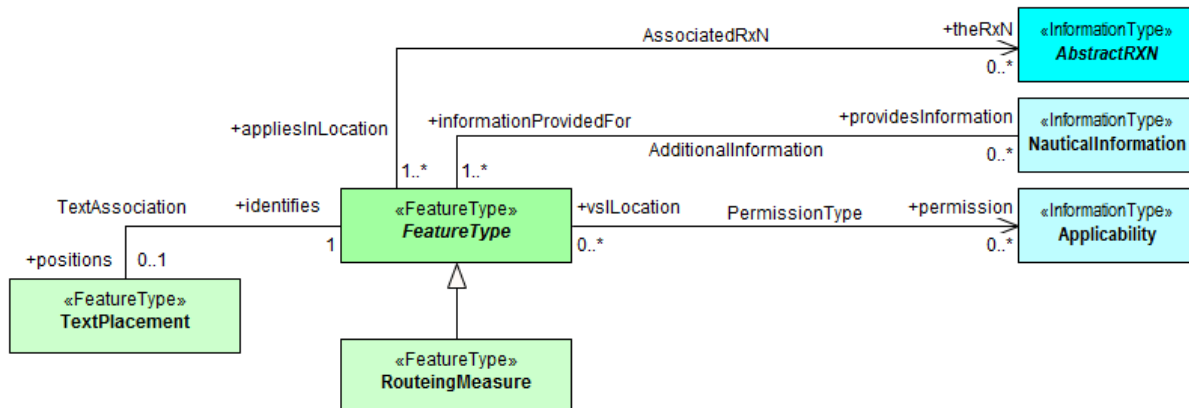 AssociatedRxN
+theRxN
0..*
«InformationType»
AbstractRXN
+appliesInLocation
1..*
+informationProvidedFor
1..*
AdditionalInformation
+providesInformation
0..*
«InformationType»
NauticalInformation
TextAssociation
+identifies
1
+positions
0..1
«FeatureType»
FeatureType
+vslLocation
0..*
PermissionType
+permission
0..*
«InformationType»
Applicability
«FeatureType»
TextPlacement
«FeatureType»
RouteingMeasure